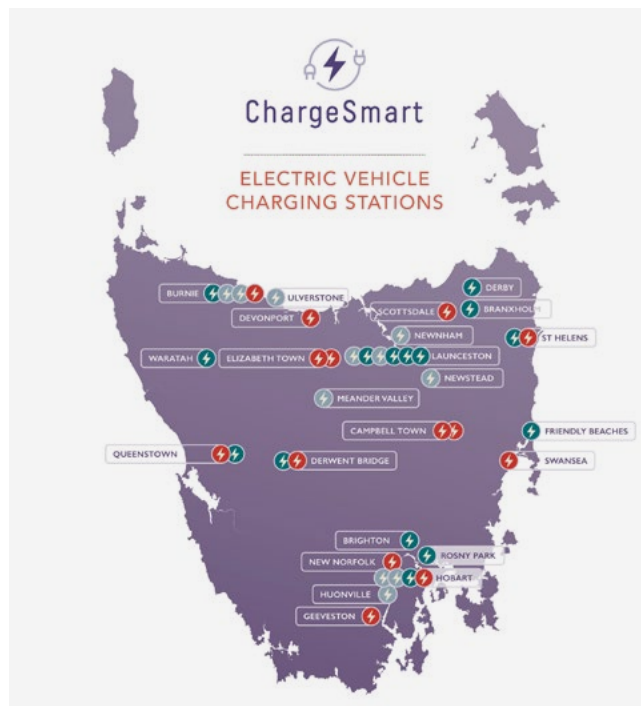 ChargeSmart
ELECTRIC VEHICLE
CHARGING STATIONS
DERBY
BURNIE
ULVERSTONE
BRANXHOLM
SCOTTSDALE
DEVONPORT
NEWNHAM
ST HELENS
WARATAH
ELIZABETH TOWN
LAUNCESTON
NEWSTEAD
MEANDER VALLEY
CAMPBELL TOWN
FRIENDLY BEACHES
QUEENSTOWN
DERWENT BRIDGE
SWANSEA
BRIGHTON
ROSNY PARK
NEW NORFOLK
HOBART
HUONVILLE
GEEVESTON